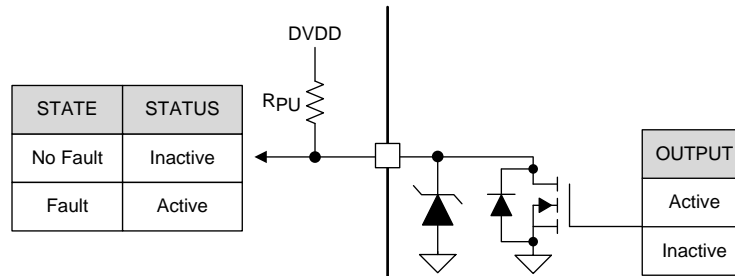 DVDD
RPU
STATE STATUS
No Fault Inactive
Fault Active
OUTPUT
Active
Inactive